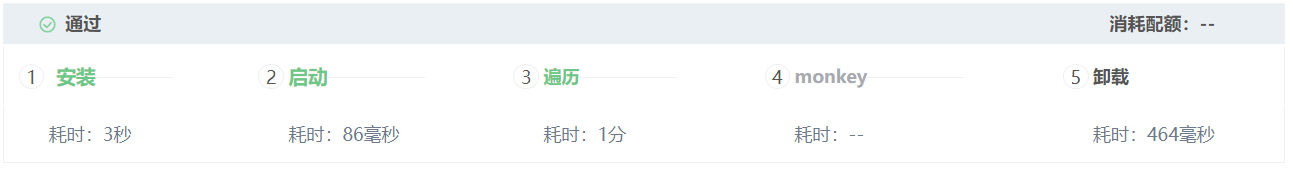 通过 消耗配额：--
1 安装 2 启动 3 遍历 4 monkey 5 卸载
耗时：3秒 耗时：86毫秒 耗时：1分 耗时：-- 耗时：464毫秒